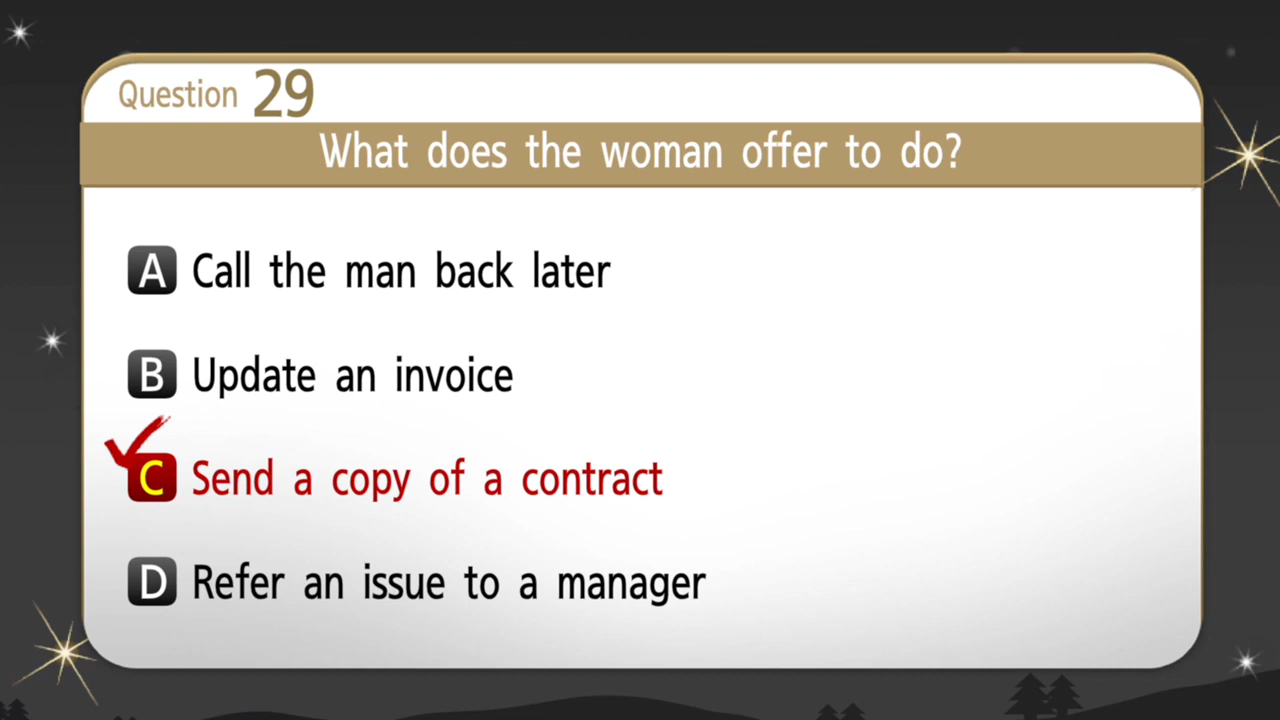 Question 29
What does the woman offer to do?
A Call the man back later
B Update an invoice
C Send a copy of a contract
D Refer an issue to a manager